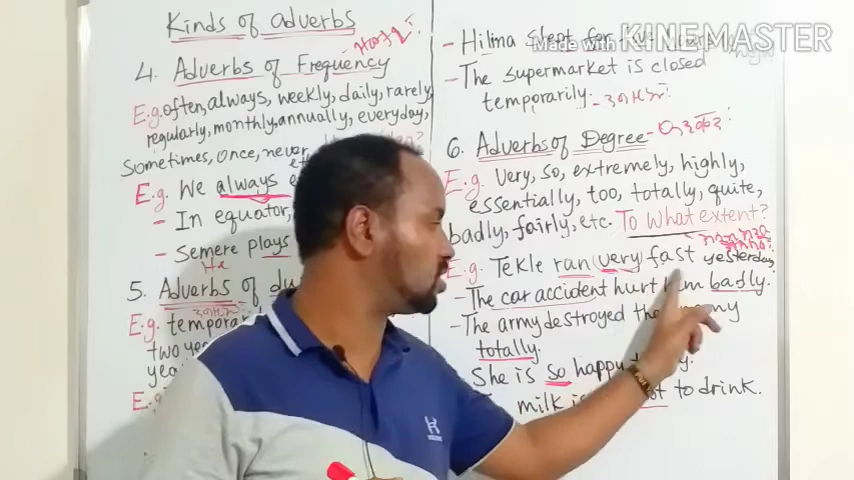 Kinds of adverbs
4. Adverbs of Frequency
E.g. often, always, weekly, daily, rarely,
regularly, monthly, annually, everyday,
Sometimes, once, never
E.g. We always
- In equator,
- Semere plays
He
5. Adverbs of du
E.g. tempora
two ye
yea
E.g
- Hilina slept for
Made with KINEMASTER
- The supermarket is closed
temporarily.
6. Adverbs of Degree -
E.g. Very, so, extremely, highly,
essentially, too, totally, quite,
badly, fairly, etc. To what extent?
E.g. Tekle ran (very) fast yesterday.
- The car accident hurt him badly.
- The army destroyed the enemy
totally.
She is so happy
milk is to drink.
H